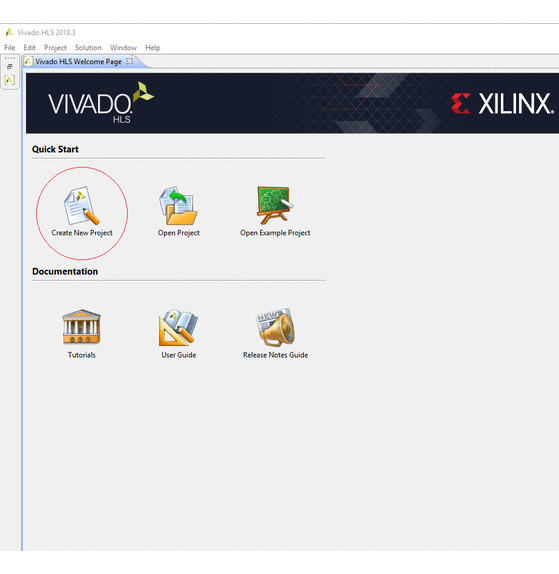 Vivado HLS 2018.3
File Edit Project Solution Window Help
Vivado HLS Welcome Page
VIVADO
HLS
XILINX
Quick Start
Create New Project
Open Project
Open Example Project
Documentation
NEWS
Tutorials
User Guide
Release Notes Guide